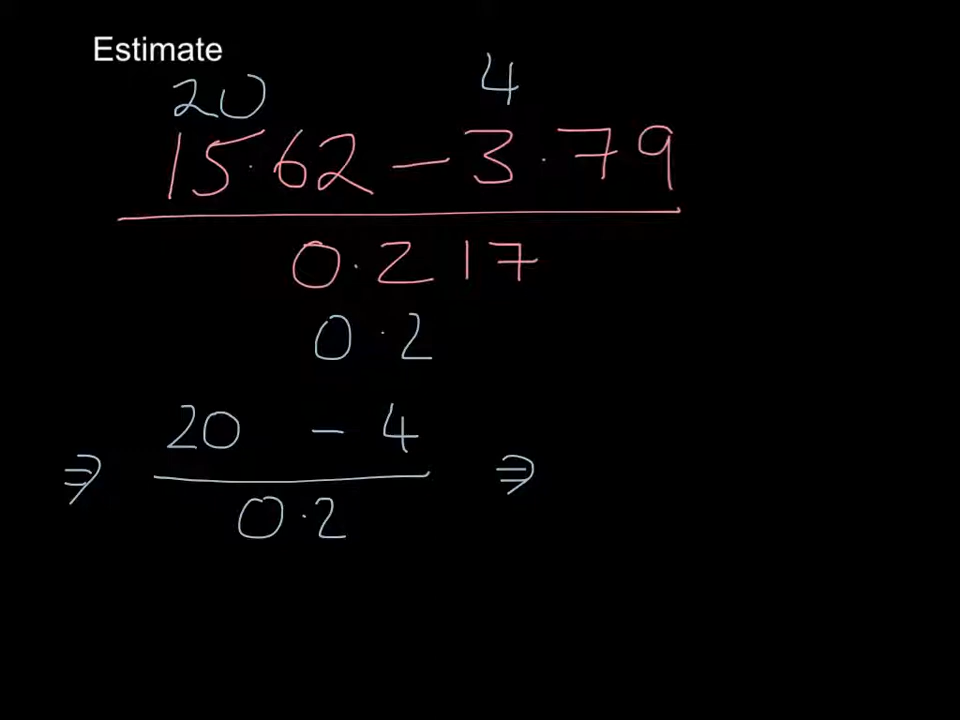 Estimate
20 4
15.62 - 3.79
0.217
0.2
⇒ 20 - 4 ⇒
0.2